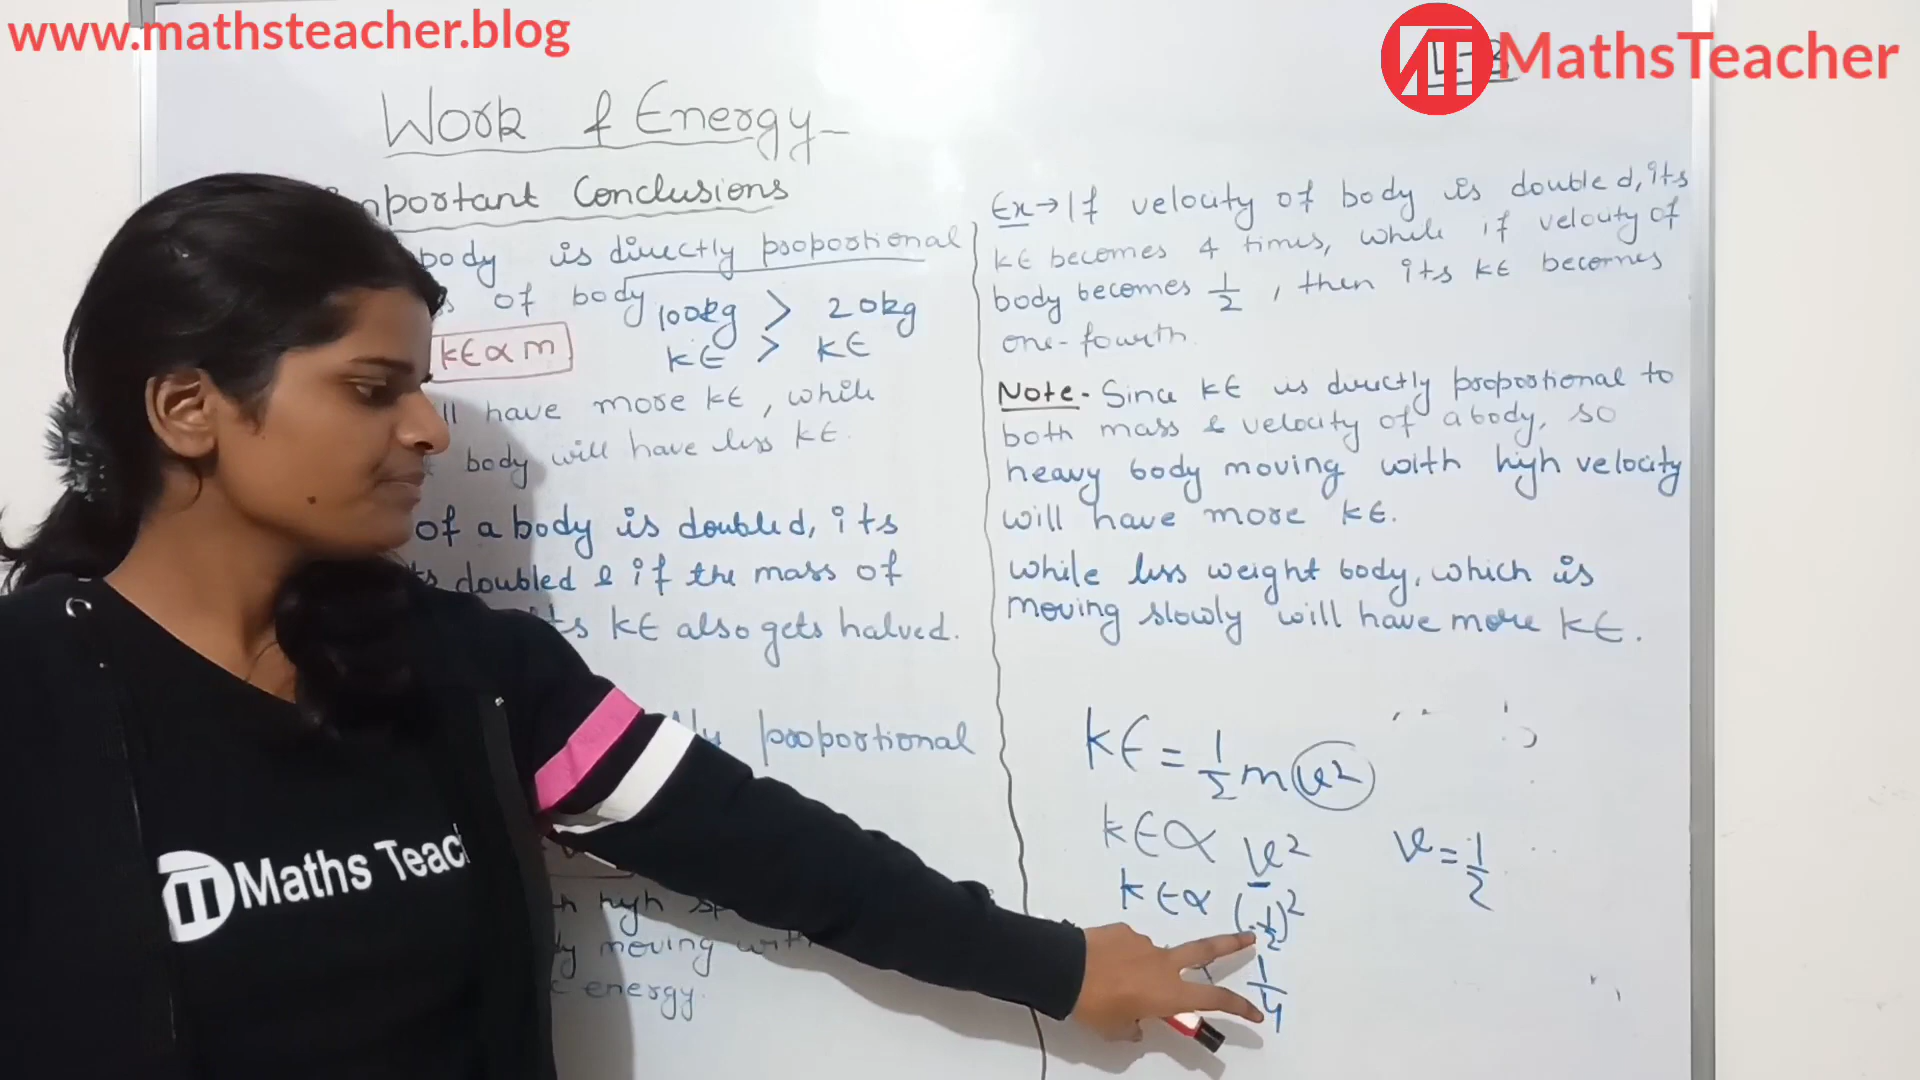 www.mathsteacher.blog
MathsTeacher
L-3
Work & Energy
Important Conclusions
body is directly proportional
of body
100kg > 20kg
KE ∝ m
KE > KE
ll have more KE, while
body will have less KE.
of a body is doubled, its
doubled & if the mass of
its KE also gets halved.
proportional
high
moving with
energy.
Ex → If velocity of body is doubled, its
KE becomes 4 times, while if velocity of
body becomes 1/2, then its KE becomes
one-fourth.
Note - Since KE is directly proportional to
both mass & velocity of a body, so
heavy body moving with high velocity
will have more KE.
while less weight body, which is
moving slowly will have more KE.
KE = 1/2 mv²
KE ∝ v²
v = 1/2
KE ∝ (1/2)²
1/4
Maths Teac